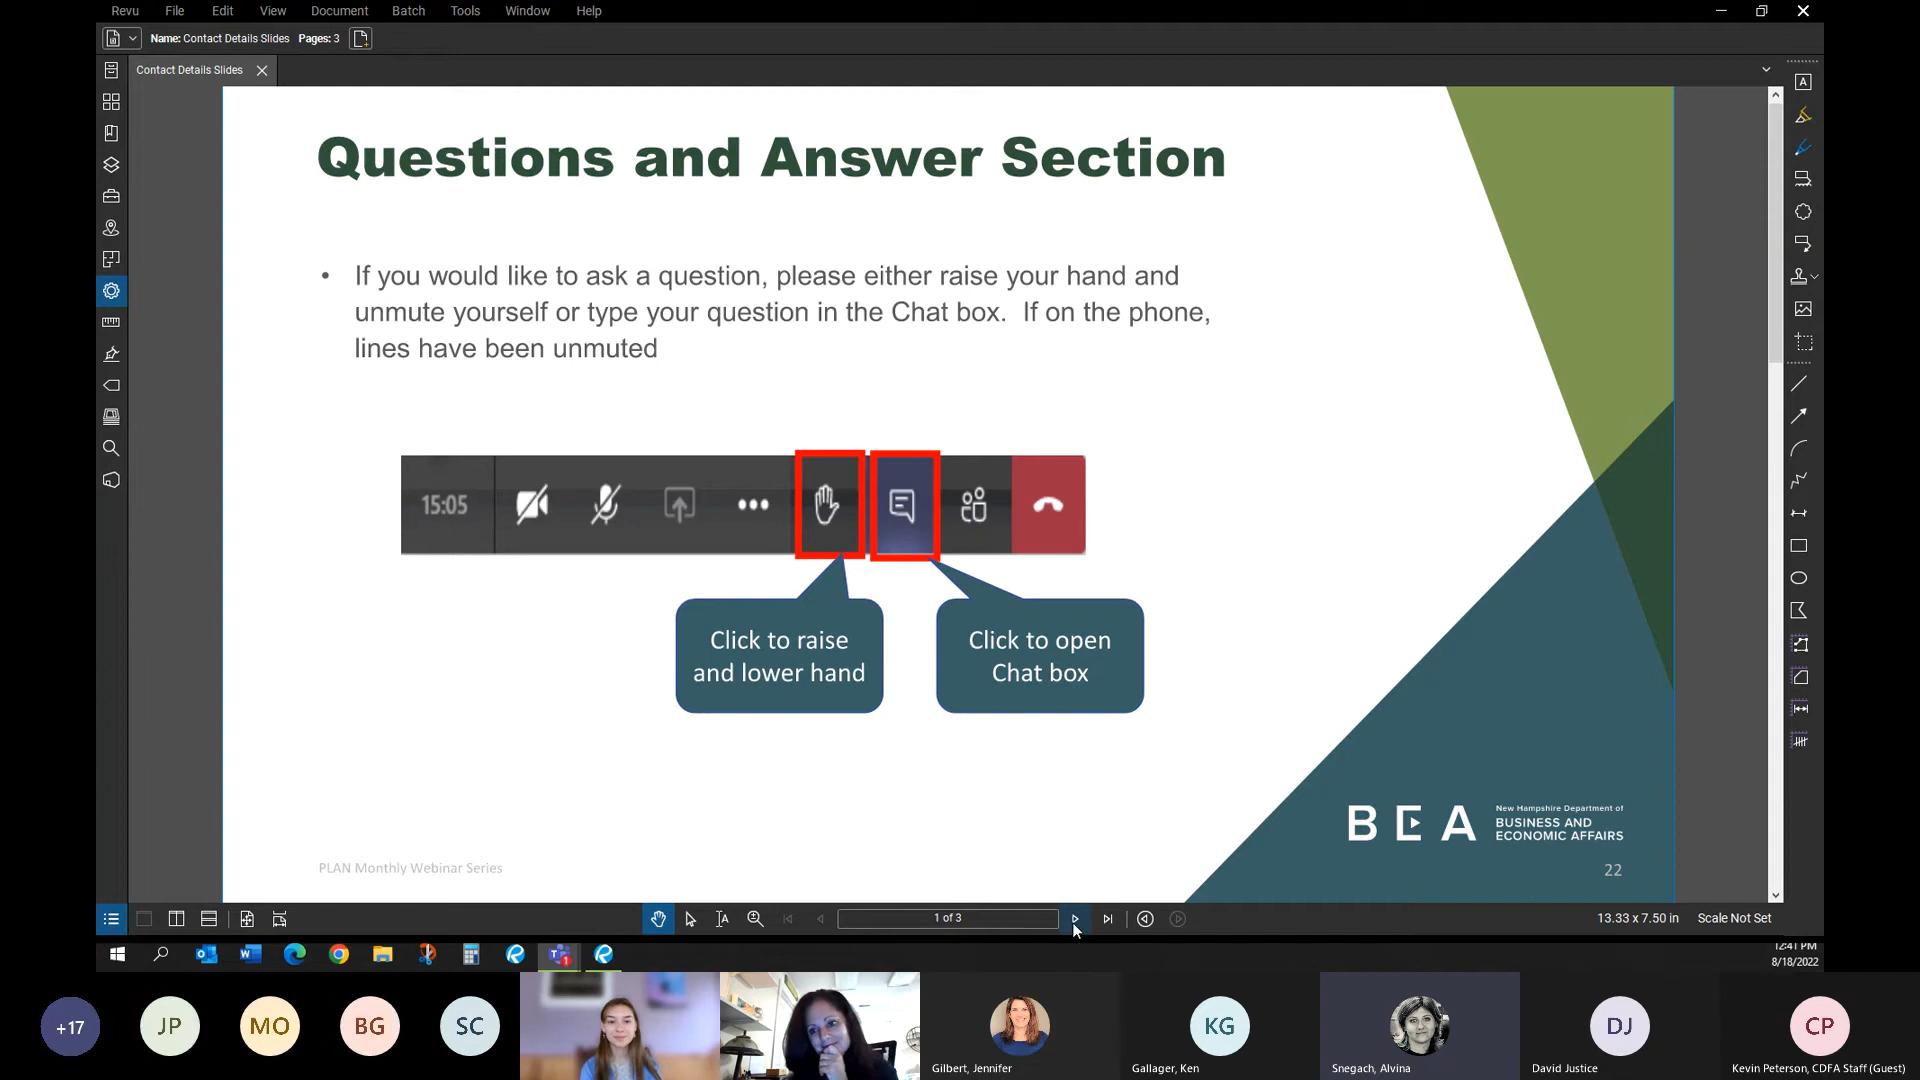 Revu File Edit View Document Batch Tools Window Help
Name: Contact Details Slides Pages: 3
Contact Details Slides
Questions and Answer Section
• If you would like to ask a question, please either raise your hand and
unmute yourself or type your question in the Chat box. If on the phone,
lines have been unmuted
15:05
Click to raise
and lower hand
Click to open
Chat box
BEA
New Hampshire Department of
BUSINESS AND
ECONOMIC AFFAIRS
PLAN Monthly Webinar Series
22
1 of 3
13.33 x 7.50 in Scale Not Set
12:41 PM
8/18/2022
+17 JP MO BG SC KG DJ CP
Gilbert, Jennifer Gallager, Ken Snegach, Alvina David Justice Kevin Peterson, CDFA Staff (Guest)